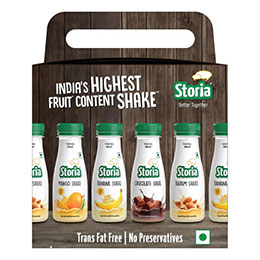 INDIA'S HIGHEST
FRUIT CONTENT SHAKE
Storia
Better Together
Storia
Storia
Storia
Storia
MANGO SHAKE
BANANA SHAKE
CHOCOLATE SHAKE
BADAM SHAKE
Trans Fat Free | No Preservatives